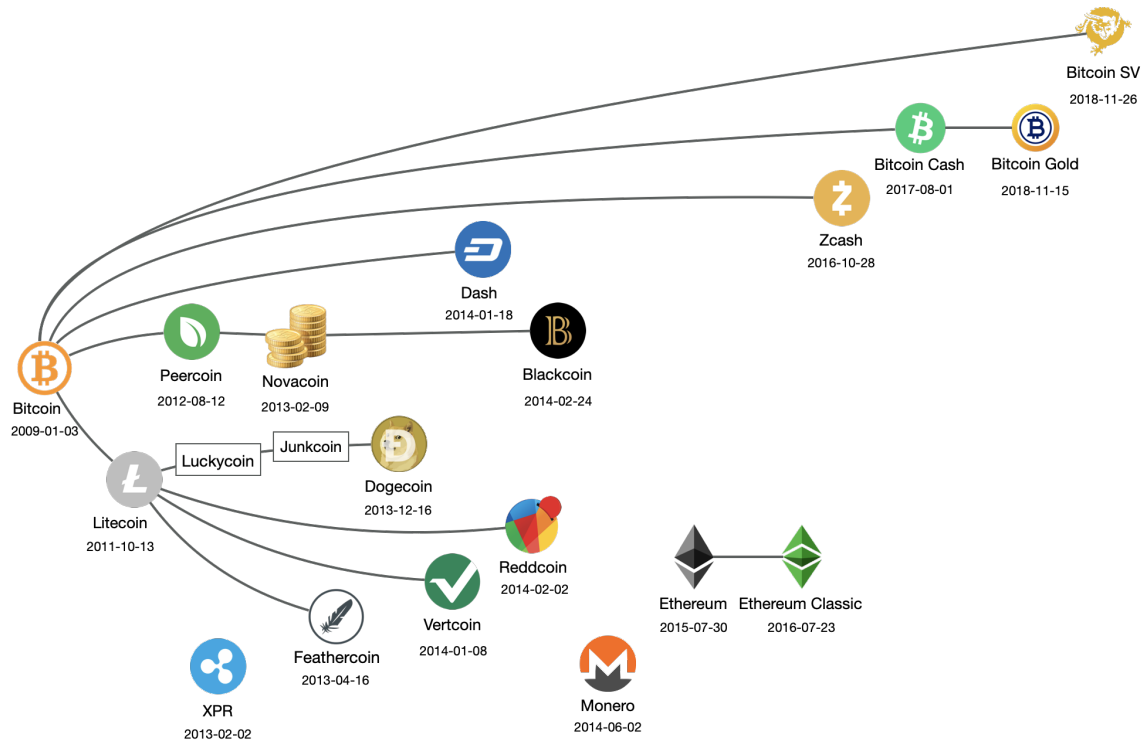 Bitcoin SV
2018-11-26
Bitcoin Cash
2017-08-01
Bitcoin Gold
2018-11-15
Zcash
2016-10-28
Dash
2014-01-18
Peercoin
2012-08-12
Novacoin
2013-02-09
Blackcoin
2014-02-24
Bitcoin
2009-01-03
Luckycoin
Junkcoin
Dogecoin
2013-12-16
Litecoin
2011-10-13
Reddcoin
2014-02-02
Vertcoin
2014-01-08
Feathercoin
2013-04-16
Ethereum
2015-07-30
Ethereum Classic
2016-07-23
XPR
2013-02-02
Monero
2014-06-02